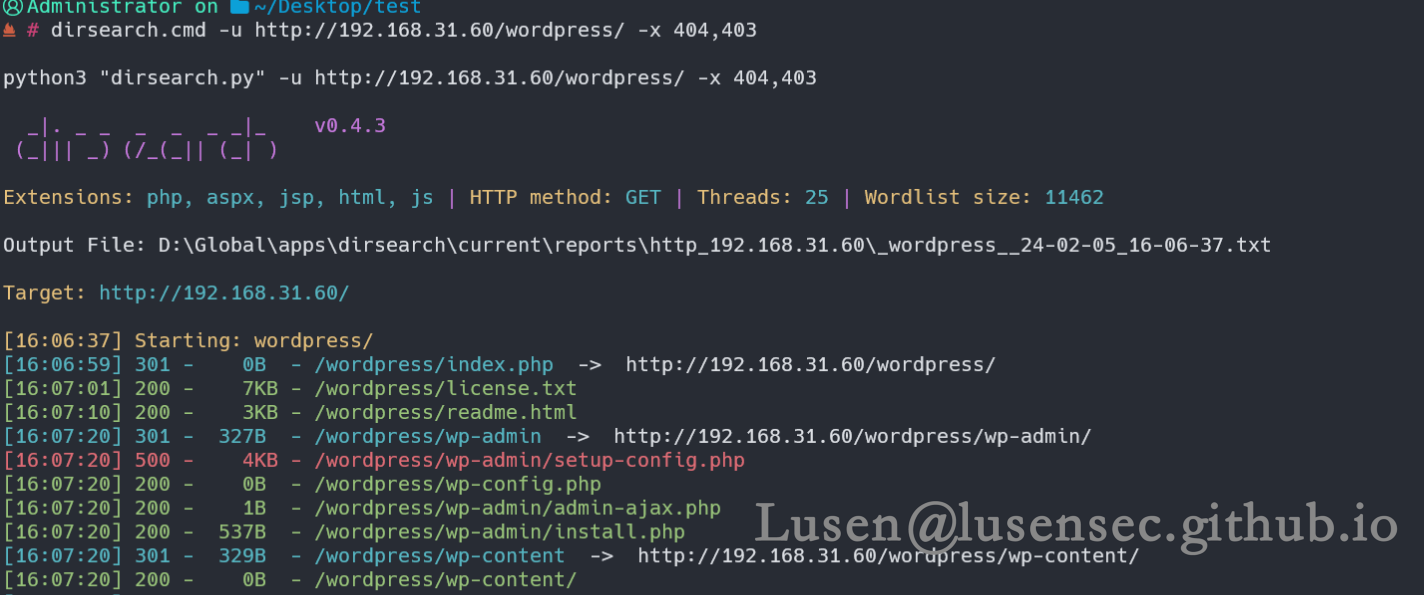 Administrator on ~/Desktop/test
# dirsearch.cmd -u http://192.168.31.60/wordpress/ -x 404,403
python3 "dirsearch.py" -u http://192.168.31.60/wordpress/ -x 404,403
  _|. _ _  _  _  _ _|_    v0.4.3
 (_||| _) (/_(_|| (_| )
Extensions: php, aspx, jsp, html, js | HTTP method: GET | Threads: 25 | Wordlist size: 11462
Output File: D:\Global\apps\dirsearch\current\reports\http_192.168.31.60\_wordpress__24-02-05_16-06-37.txt
Target: http://192.168.31.60/
[16:06:37] Starting: wordpress/
[16:06:59] 301 -    0B  - /wordpress/index.php  ->  http://192.168.31.60/wordpress/
[16:07:01] 200 -    7KB - /wordpress/license.txt
[16:07:10] 200 -    3KB - /wordpress/readme.html
[16:07:20] 301 -  327B  - /wordpress/wp-admin  ->  http://192.168.31.60/wordpress/wp-admin/
[16:07:20] 500 -    4KB - /wordpress/wp-admin/setup-config.php
[16:07:20] 200 -    0B  - /wordpress/wp-config.php
[16:07:20] 200 -    1B  - /wordpress/wp-admin/admin-ajax.php
[16:07:20] 200 -  537B  - /wordpress/wp-admin/install.php
[16:07:20] 301 -  329B  - /wordpress/wp-content  ->  http://192.168.31.60/wordpress/wp-content/
[16:07:20] 200 -    0B  - /wordpress/wp-content/
Lusen@lusensec.github.io